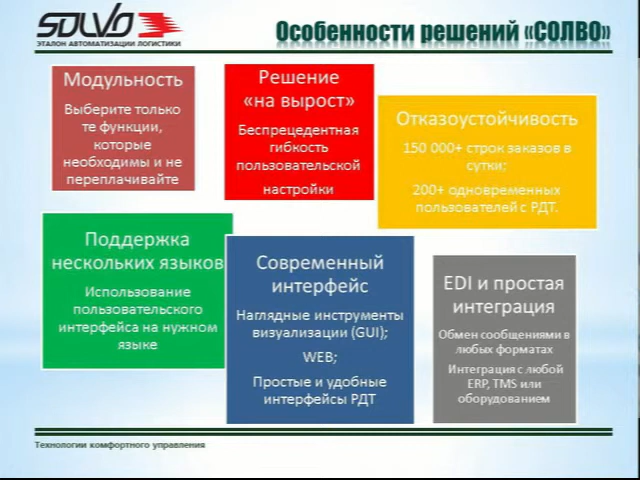 SOLVO
ЭТАЛОН АВТОМАТИЗАЦИИ ЛОГИСТИКИ
Особенности решений «СОЛВО»
Модульность
Выберите только
те функции,
которые
необходимы и не
переплачивайте
Решение
«на вырост»
Беспрецедентная
гибкость
пользовательской
настройки
Отказоустойчивость
150 000+ строк заказов в
сутки;
200+ одновременных
пользователей с РДТ.
Поддержка
нескольких языков
Использование
пользовательского
интерфейса на нужном
языке
Современный
интерфейс
Наглядные инструменты
визуализации (GUI);
WEB;
Простые и удобные
интерфейсы РДТ
EDI и простая
интеграция
Обмен сообщениями в
любых форматах
Интеграция с любой
ERP, TMS или
оборудованием
Технологии комфортного управления